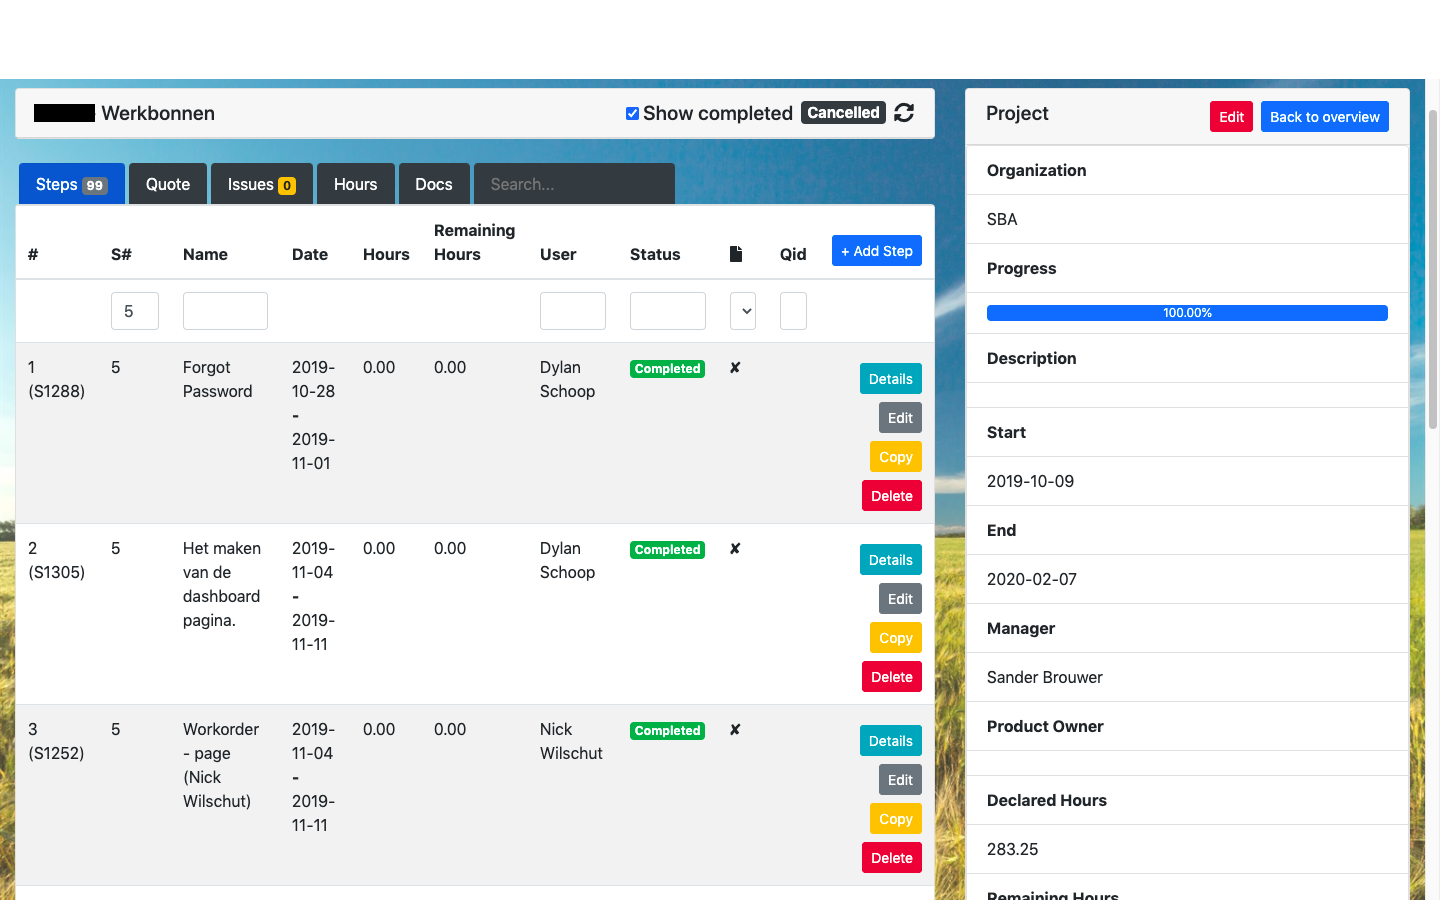 Werkbonnen
Show completed Cancelled
Steps 99 Quote Issues 0 Hours Docs Search...
# S# Name Date Hours Remaining Hours User Status Qid + Add Step
5
1 (S1288) 5 Forgot Password 2019-10-28 - 2019-11-01 0.00 0.00 Dylan Schoop Completed ✘
Details
Edit
Copy
Delete
2 (S1305) 5 Het maken van de dashboard pagina. 2019-11-04 - 2019-11-11 0.00 0.00 Dylan Schoop Completed ✘
Details
Edit
Copy
Delete
3 (S1252) 5 Workorder - page (Nick Wilschut) 2019-11-04 - 2019-11-11 0.00 0.00 Nick Wilschut Completed ✘
Details
Edit
Copy
Delete
Project Edit Back to overview
Organization
SBA
Progress
100.00%
Description
Start
2019-10-09
End
2020-02-07
Manager
Sander Brouwer
Product Owner
Declared Hours
283.25
Remaining Hours